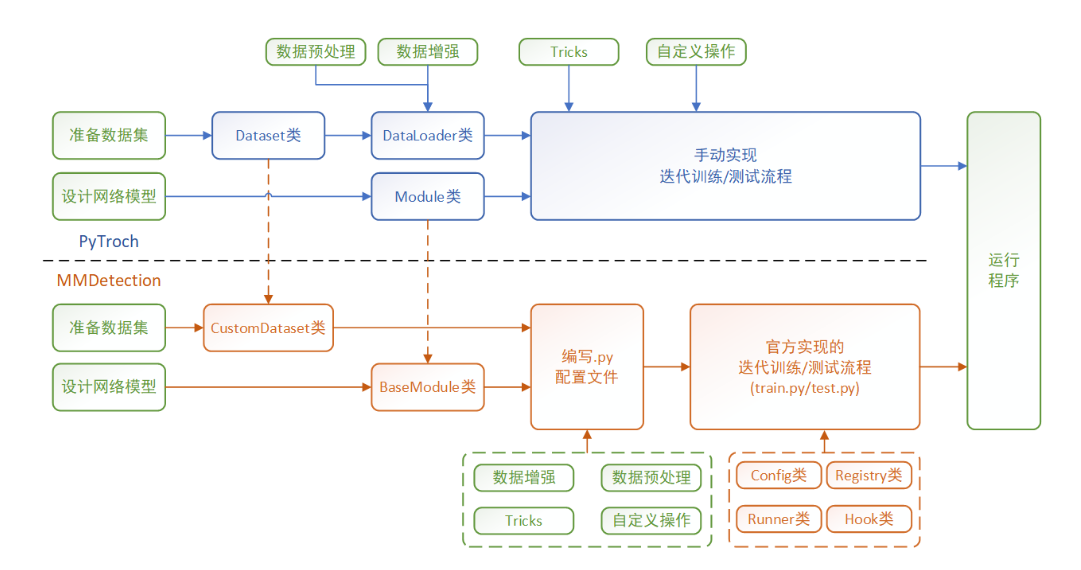 数据预处理
数据增强
Tricks
自定义操作
准备数据集
Dataset类
DataLoader类
手动实现
迭代训练/测试流程
设计网络模型
Module类
PyTroch
MMDetection
运行
程序
准备数据集
CustomDataset类
编写.py
配置文件
官方实现的
迭代训练/测试流程
(train.py/test.py)
设计网络模型
BaseModule类
数据增强
数据预处理
Config类
Registry类
Tricks
自定义操作
Runner类
Hook类